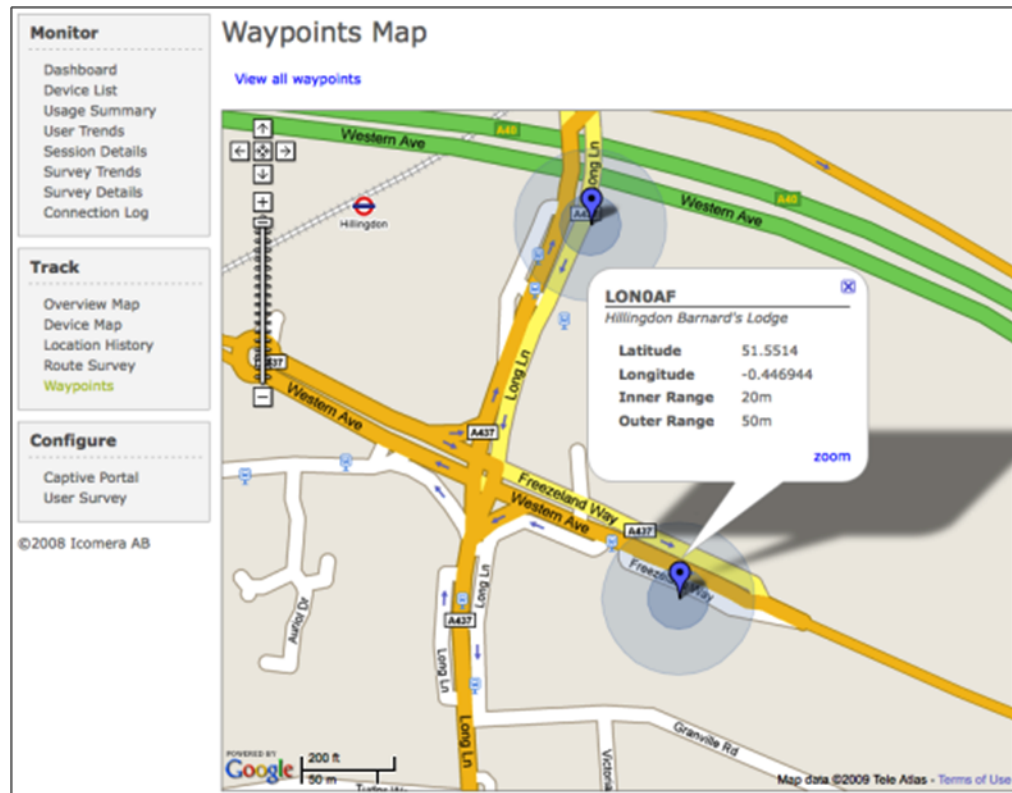 Monitor
Dashboard
Device List
Usage Summary
User Trends
Session Details
Survey Trends
Survey Details
Connection Log
Track
Overview Map
Device Map
Location History
Route Survey
Waypoints
Configure
Captive Portal
User Survey
©2008 Icomera AB
Waypoints Map
View all waypoints
A40
Western Ave
Long Ln
Western Ave
A40
Hillingdon
LON0AF
Hillingdon Barnard's Lodge
Latitude 51.5514
Longitude -0.446944
Inner Range 20m
Outer Range 50m
zoom
Long Ln
Western Ave
A437
Freezeland Way
Western Ave
A437
Freezeland Way
Long Ln
Auriol Dr
A437
Long Ln
Long Ln
Granville Rd
Victoria
POWERED BY
Google
200 ft
50 m
Map data ©2009 Tele Atlas - Terms of Use